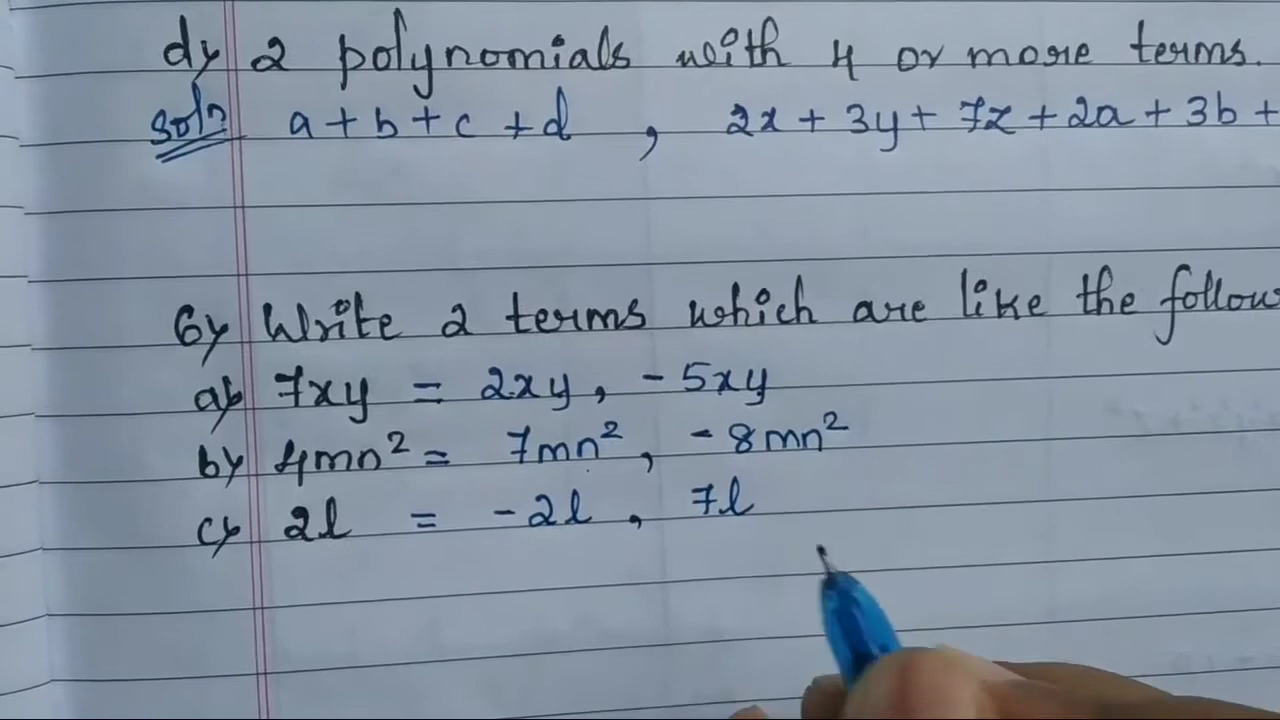 d) 2 polynomials with 4 or more terms.
Soln a + b + c + d , 2x + 3y + 7z + 2a + 3b +
6) Write 2 terms which are like the follow
a) 7xy = 2xy, -5xy
b) 4mn² = 7mn², -8mn²
c) 2l = -2l, 7l